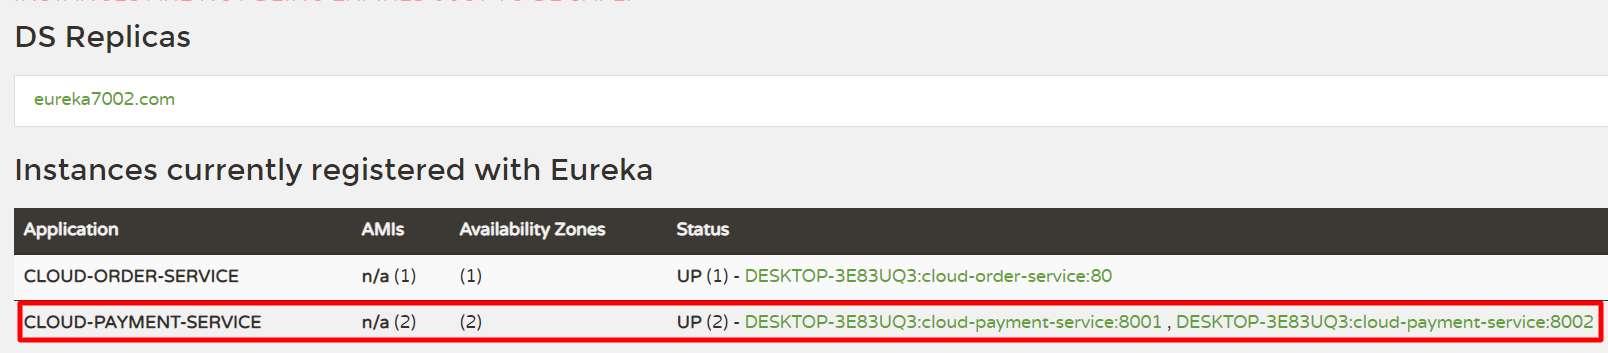 DS Replicas
eureka7002.com
Instances currently registered with Eureka
Application AMIs Availability Zones Status
CLOUD-ORDER-SERVICE n/a (1) (1) UP (1) - DESKTOP-3E83UQ3:cloud-order-service:80
CLOUD-PAYMENT-SERVICE n/a (2) (2) UP (2) - DESKTOP-3E83UQ3:cloud-payment-service:8001 , DESKTOP-3E83UQ3:cloud-payment-service:8002